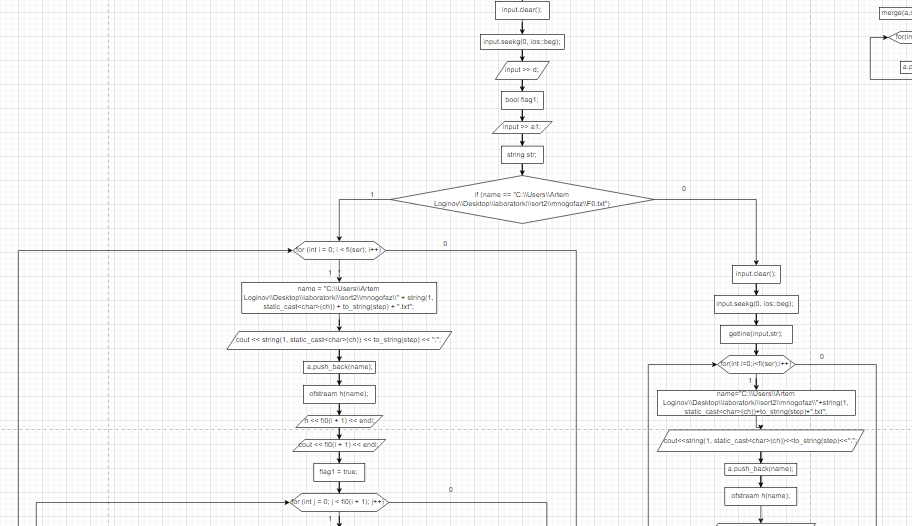 input.clear();
input.seekg(0, ios::beg);
input >> d;
bool flag1;
input >> a1;
string str;
if (name == "C:\\Users\\Artem
Loginov\\Desktop\\laboratorki\\sort2\\mnogofaz\\F0.txt")
1
0
for (int i = 0; i < fi(ser); i++)
0
1
name = "C:\\Users\\Artem
Loginov\\Desktop\\laboratorki\\sort2\\mnogofaz\\" + string(1,
static_cast<char>(ch)) + to_string(step) + ".txt";
cout << string(1, static_cast<char>(ch)) << to_string(step) << ":";
a.push_back(name);
ofstream h(name);
h << fi0(i + 1) << endl;
cout << fi0(i + 1) << endl;
flag1 = true;
for (int j = 0; j < fi0(i + 1); j++)
0
1
input.clear();
input.seekg(0, ios::beg);
getline(input,str);
for(int i=0;i<fi(ser);i++)
0
1
name="C:\\Users\\Artem
Loginov\\Desktop\\laboratorki\\sort2\\mnogofaz\\"+string(1,
static_cast<char>(ch))+to_string(step)+".txt";
cout<<string(1, static_cast<char>(ch))<<to_string(step)<<":";
a.push_back(name);
ofstream h(name);
merge(a,
for(in
a.p